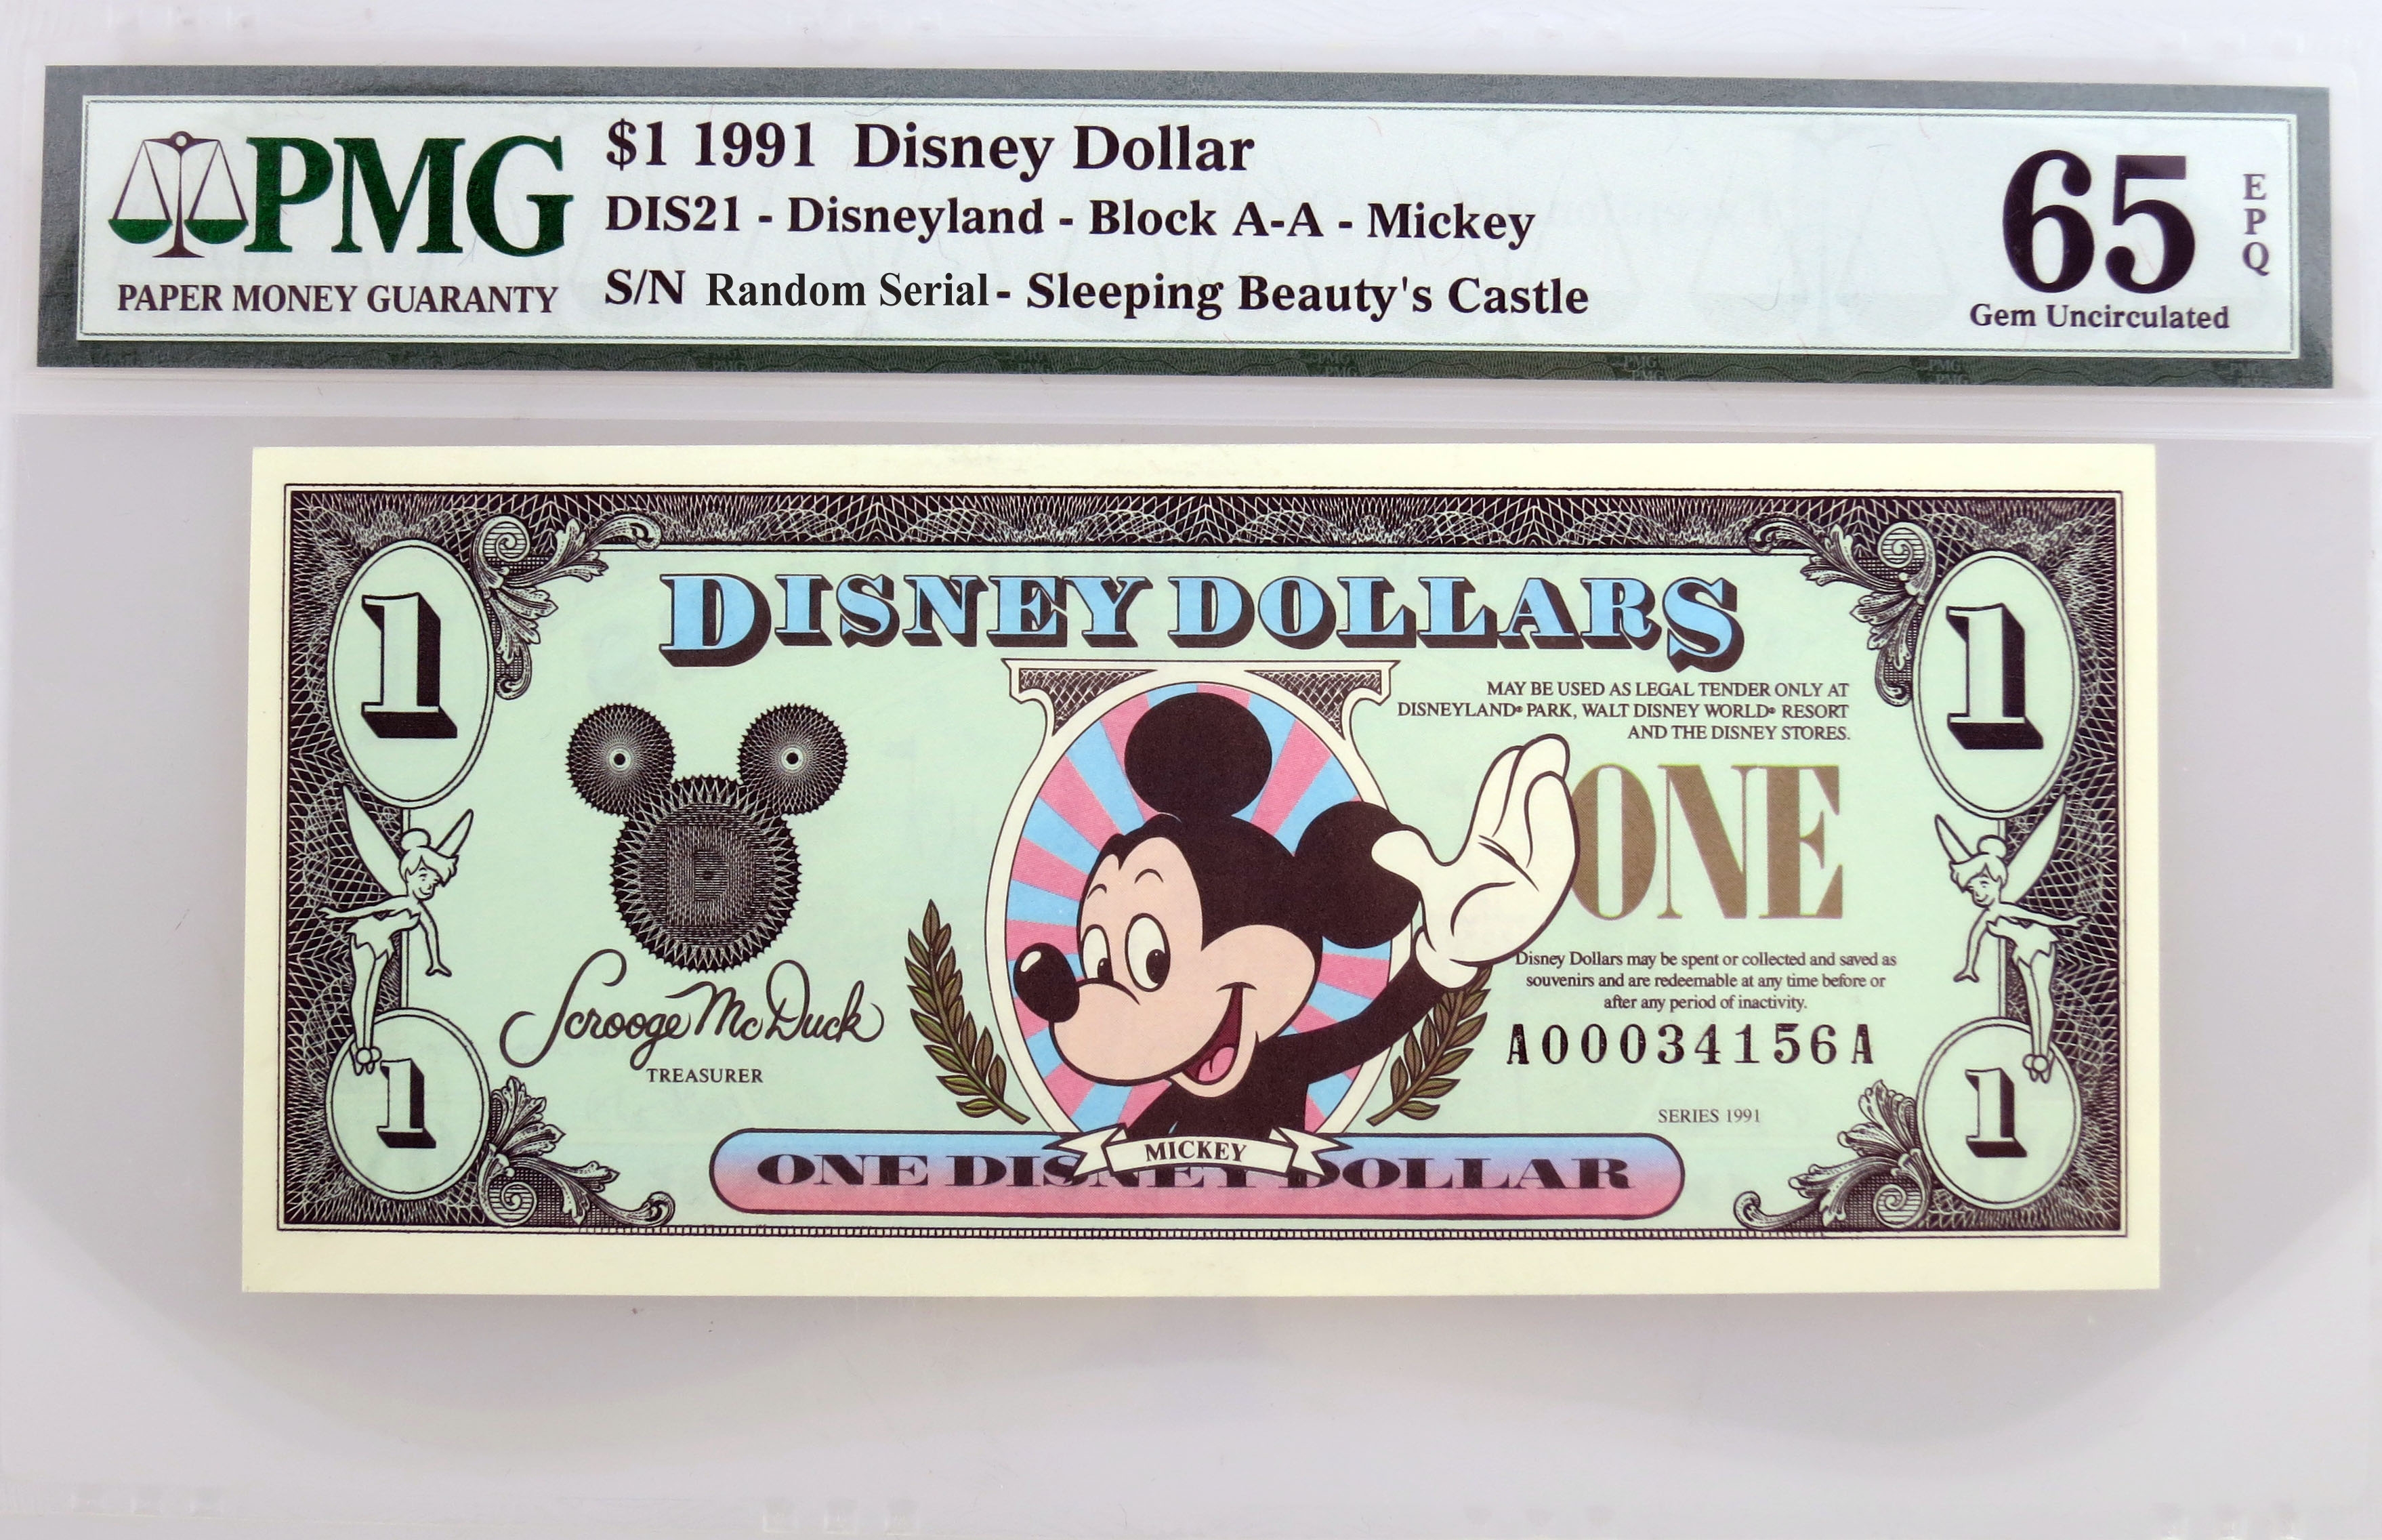 PMG
PAPER MONEY GUARANTY
$1 1991 Disney Dollar
DIS21 - Disneyland - Block A-A - Mickey
S/N Random Serial - Sleeping Beauty's Castle
65
EPQ
Gem Uncirculated
1
1
DISNEY DOLLARS
MAY BE USED AS LEGAL TENDER ONLY AT
DISNEYLAND® PARK, WALT DISNEY WORLD® RESORT
AND THE DISNEY STORES.
ONE
D
Disney Dollars may be spent or collected and saved as
souvenirs and are redeemable at any time before or
after any period of inactivity.
Scrooge McDuck
TREASURER
A00034156A
SERIES 1991
1
1
MICKEY
ONE DISNEY DOLLAR